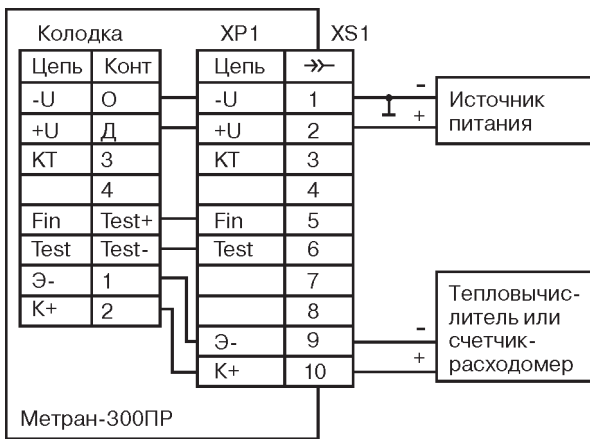 Колодка XP1 XS1
Цепь Конт Цепь
-U О -U 1 -
+U Д +U 2 +
КТ 3 КТ 3
4 4
Fin Test+ Fin 5
Test Test- Test 6
Э- 1 7
К+ 2 8
Э- 9 -
К+ 10 +
Источник
питания
Тепловычис-
литель или
счетчик-
расходомер
Метран-300ПР